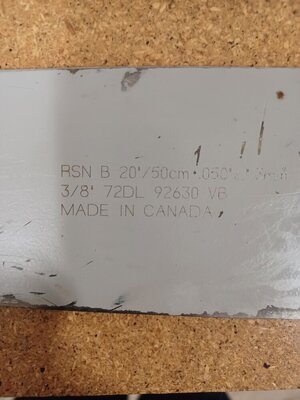 RSN B 20"/50cm .050"
3/8" 72DL 92630 VB
MADE IN CANADA